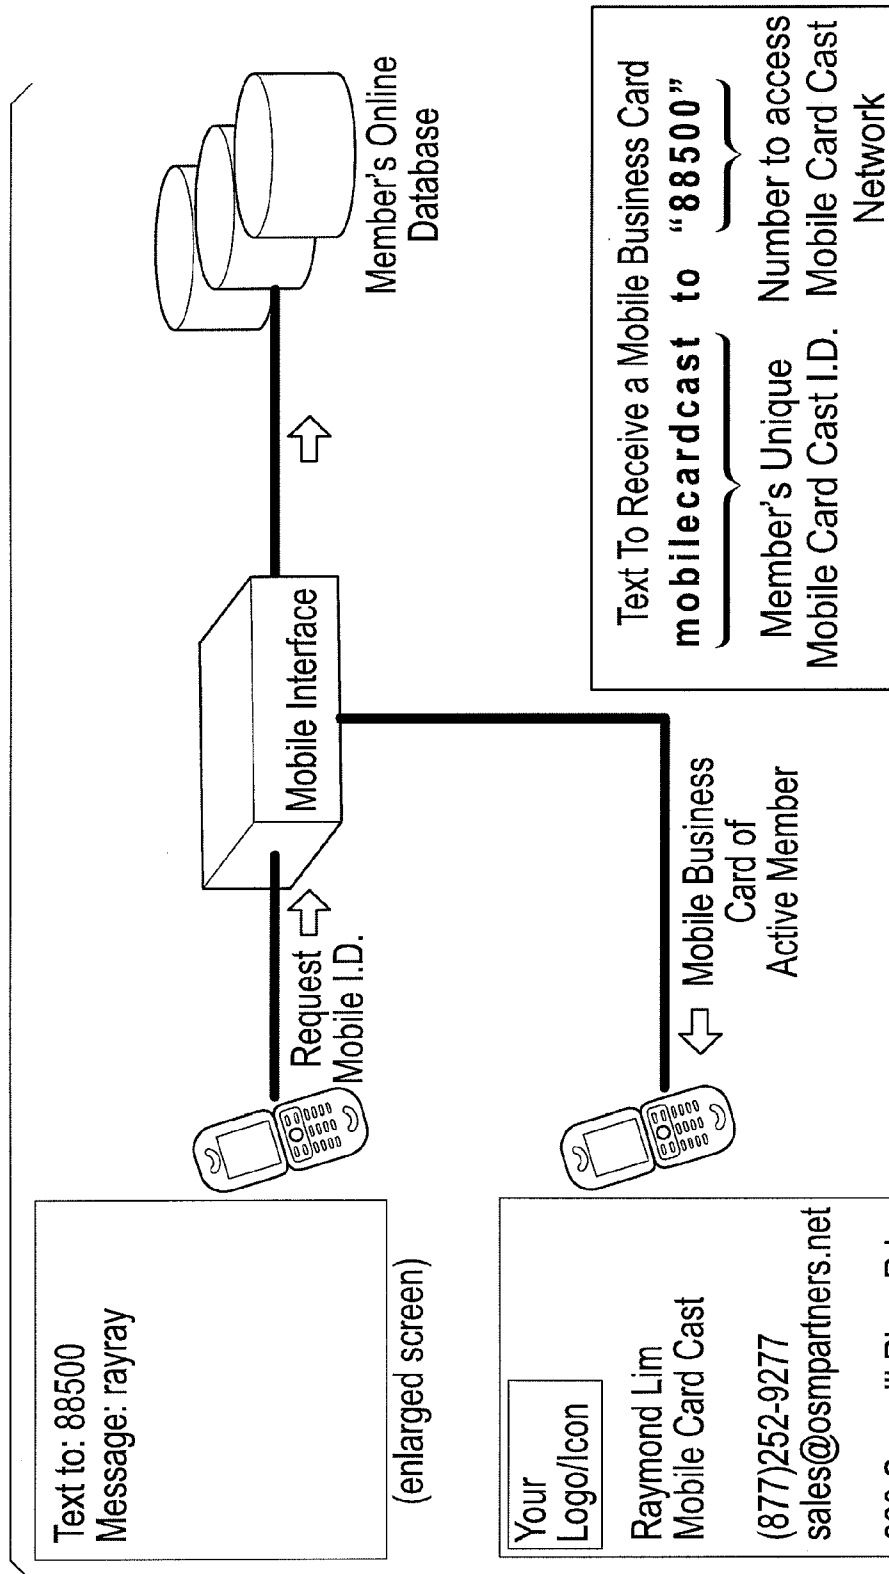 Text to: 88500
Message: rayray
(enlarged screen)
Request
Mobile I.D.
Mobile Interface
Member's Online
Database
Your
Logo/Icon
Raymond Lim
Mobile Card Cast
(877)252-9277
sales@osmpartners.net
Mobile Business
Card of
Active Member
Text To Receive a Mobile Business Card
mobilecardcast to "88500"
Member's Unique
Mobile Card Cast I.D.
Number to access
Mobile Card Cast
Network